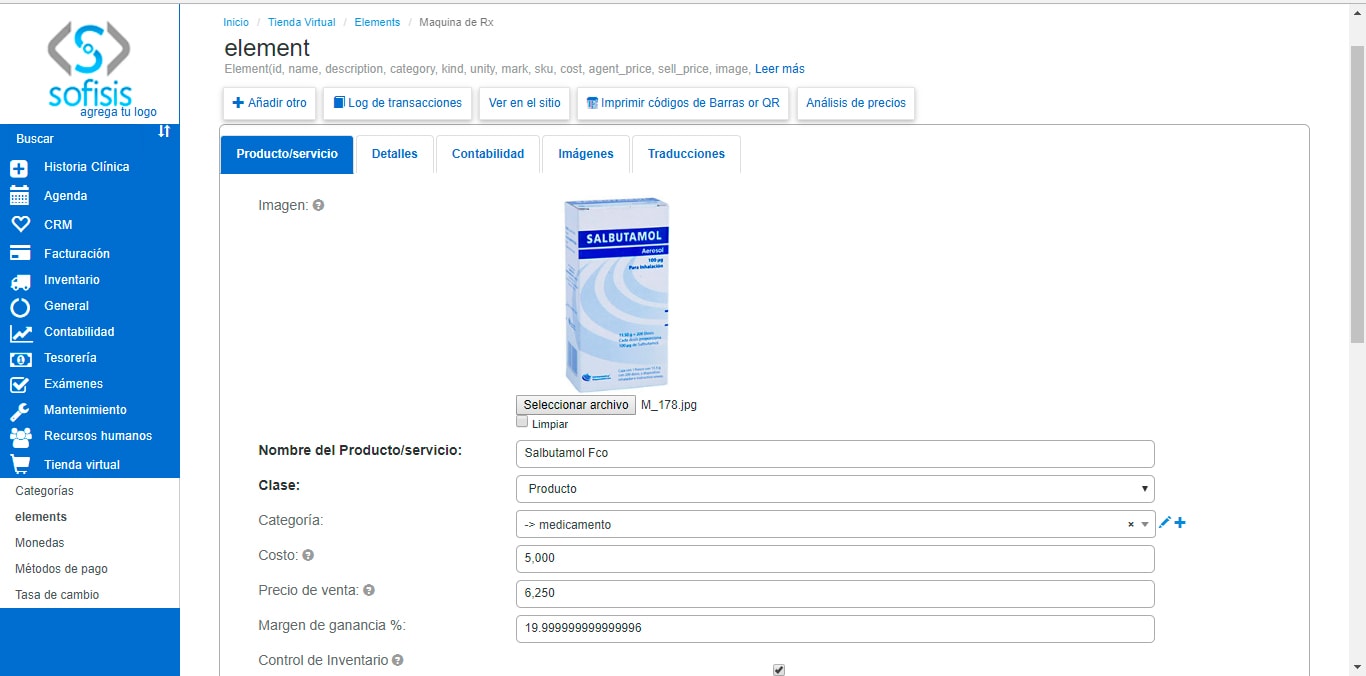 sofisis
agrega tu logo
Buscar
Historia Clínica
Agenda
CRM
Facturación
Inventario
General
Contabilidad
Tesorería
Exámenes
Mantenimiento
Recursos humanos
Tienda virtual
Categorías
elements
Monedas
Métodos de pago
Tasa de cambio
Inicio / Tienda Virtual / Elements / Maquina de Rx
element
Element(id, name, description, category, kind, unity, mark, sku, cost, agent_price, sell_price, image, Leer más
Añadir otro Log de transacciones Ver en el sitio Imprimir códigos de Barras or QR Análisis de precios
Producto/servicio Detalles Contabilidad Imágenes Traducciones
Imagen:
SALBUTAMOL
Aerosol
100 µg
Para Inhalación
Seleccionar archivo M_178.jpg
Limpiar
Nombre del Producto/servicio: Salbutamol Fco
Clase: Producto
Categoría: -> medicamento
Costo: 5,000
Precio de venta: 6,250
Margen de ganancia %: 19.999999999999996
Control de Inventario